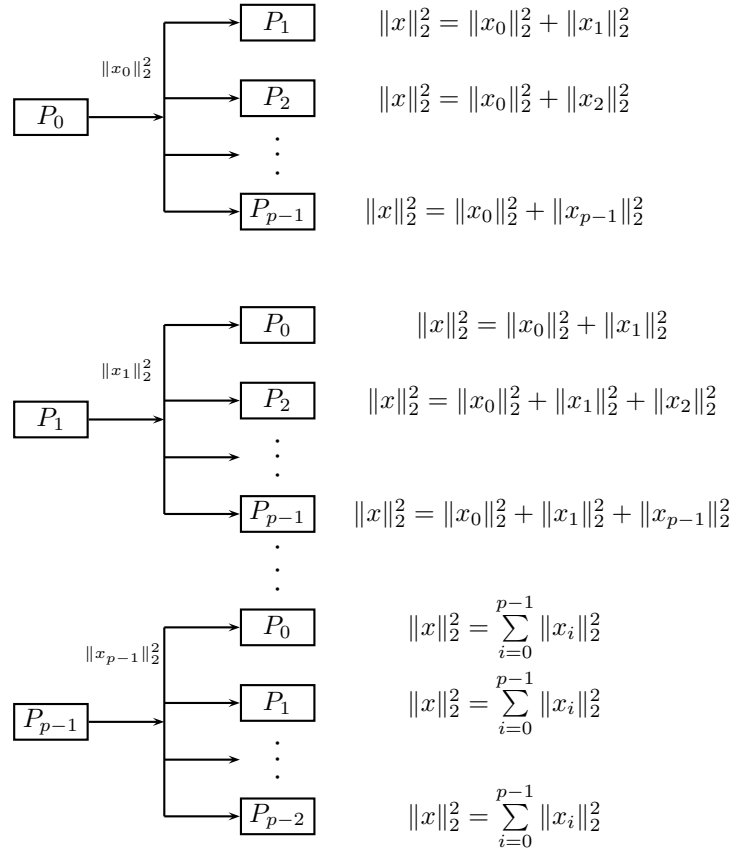 P_1 ‖x‖_2^2 = ‖x_0‖_2^2 + ‖x_1‖_2^2
‖x_0‖_2^2
P_2 ‖x‖_2^2 = ‖x_0‖_2^2 + ‖x_2‖_2^2
P_0
⋮
P_{p−1} ‖x‖_2^2 = ‖x_0‖_2^2 + ‖x_{p−1}‖_2^2
P_0 ‖x‖_2^2 = ‖x_0‖_2^2 + ‖x_1‖_2^2
‖x_1‖_2^2
P_2 ‖x‖_2^2 = ‖x_0‖_2^2 + ‖x_1‖_2^2 + ‖x_2‖_2^2
P_1
⋮
P_{p−1} ‖x‖_2^2 = ‖x_0‖_2^2 + ‖x_1‖_2^2 + ‖x_{p−1}‖_2^2
⋮
P_0 ‖x‖_2^2 = \sum_{i=0}^{p−1} ‖x_i‖_2^2
‖x_{p−1}‖_2^2
P_1 ‖x‖_2^2 = \sum_{i=0}^{p−1} ‖x_i‖_2^2
P_{p−1}
⋮
P_{p−2} ‖x‖_2^2 = \sum_{i=0}^{p−1} ‖x_i‖_2^2